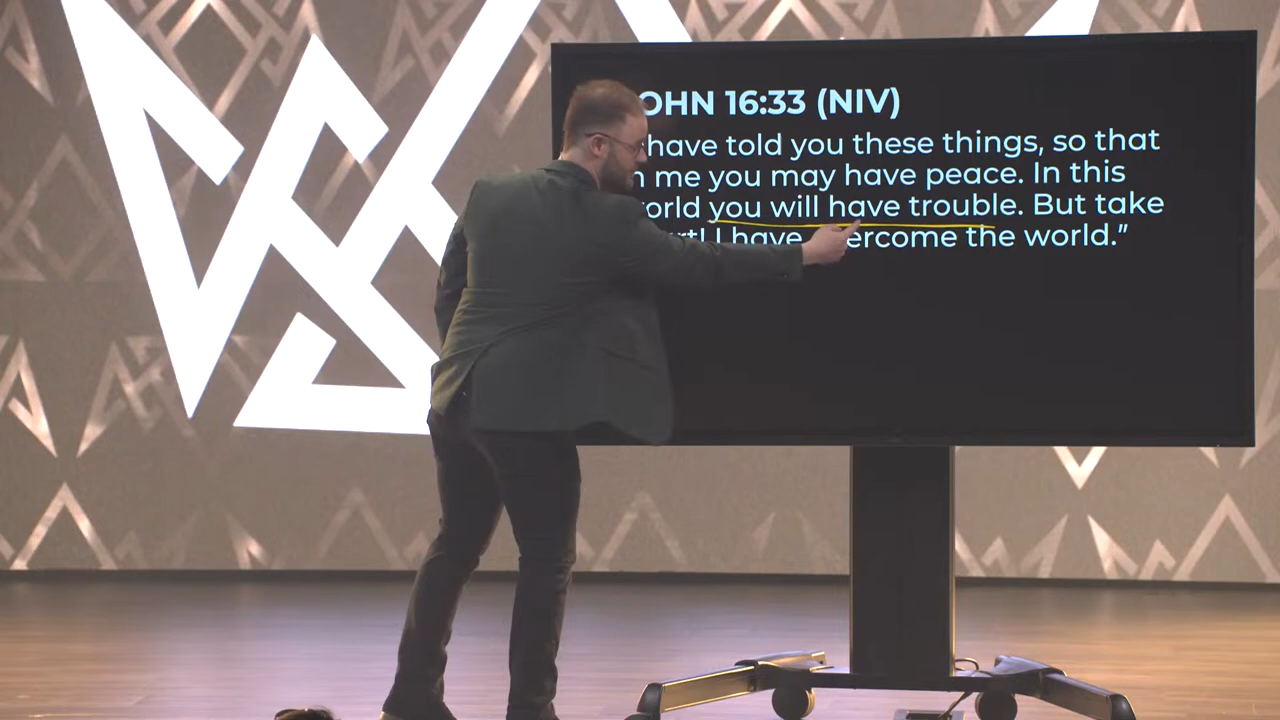 OHN 16:33 (NIV)
have told you these things, so that
me you may have peace. In this
orld you will have trouble. But take
rt! I have ercome the world.”